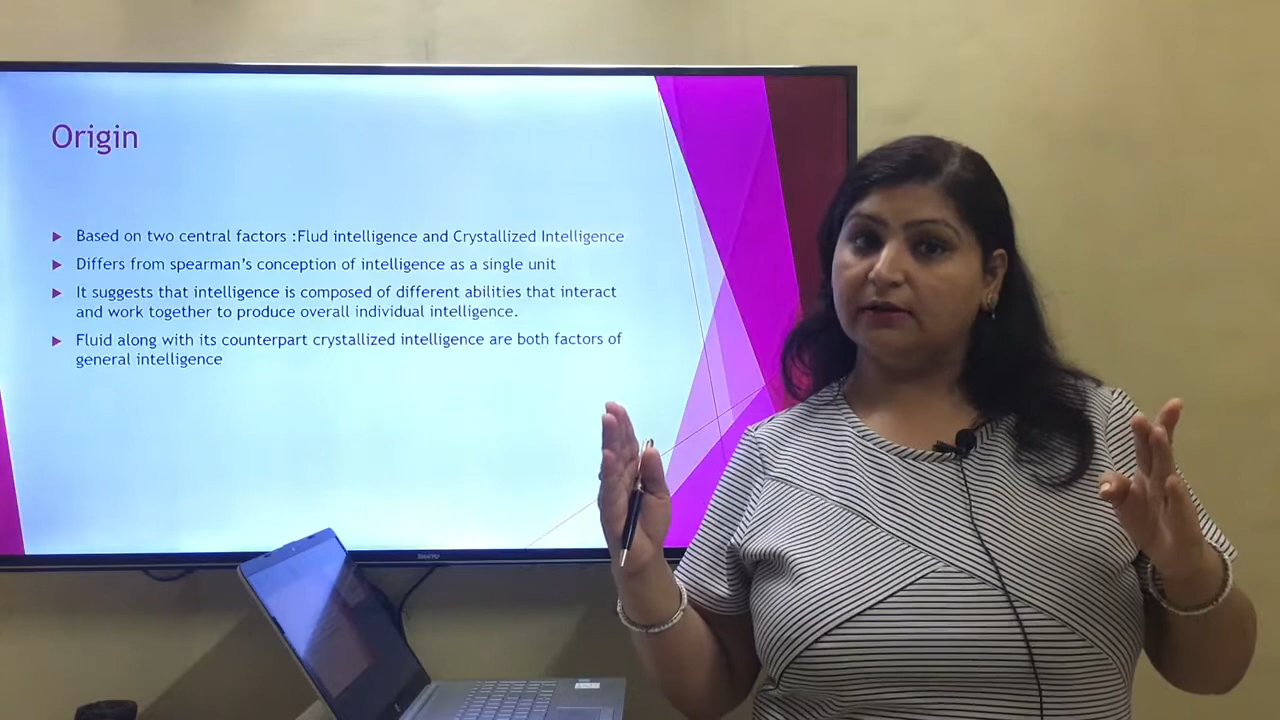 Origin
Based on two central factors :Flud intelligence and Crystallized Intelligence
Differs from spearman's conception of intelligence as a single unit
It suggests that intelligence is composed of different abilities that interact
and work together to produce overall individual intelligence.
Fluid along with its counterpart crystallized intelligence are both factors of
general intelligence
SANYO